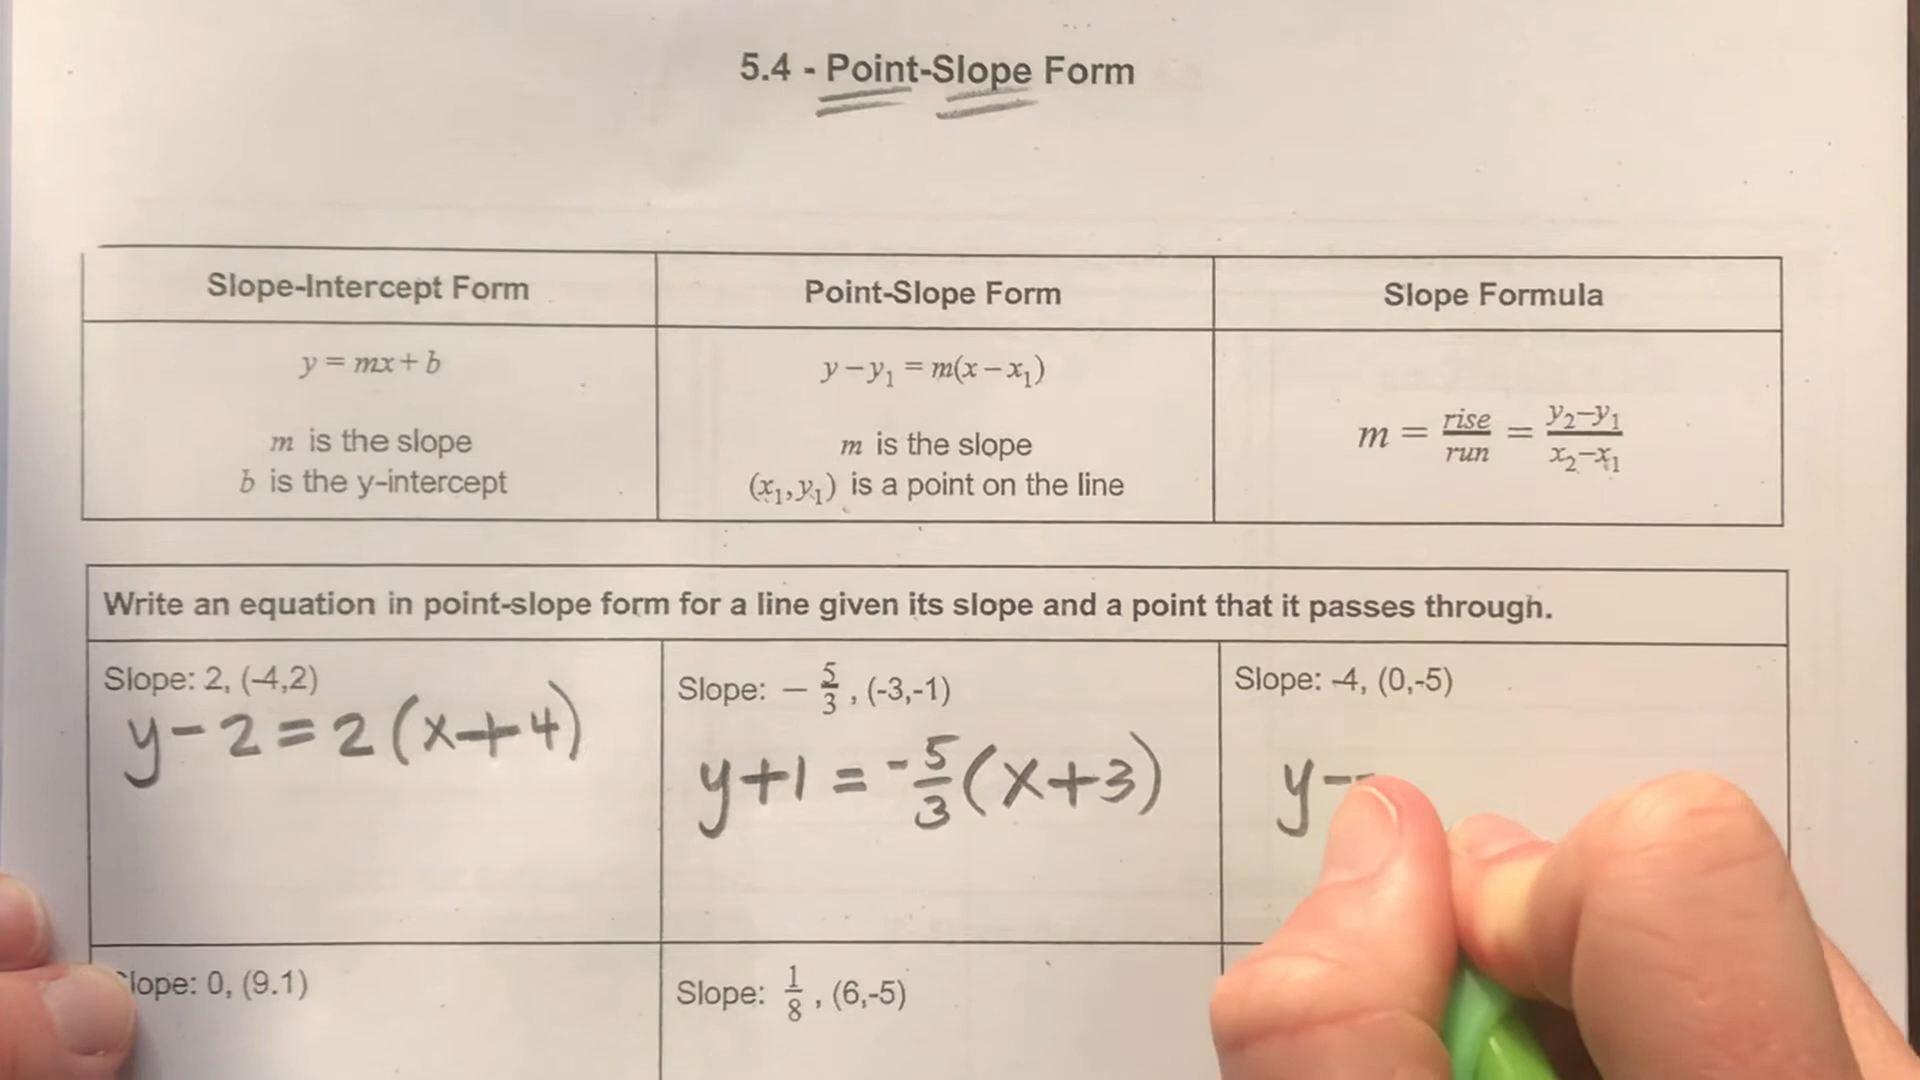 5.4 - Point-Slope Form
Slope-Intercept Form
y = mx + b
m is the slope
b is the y-intercept
Point-Slope Form
y − y₁ = m(x − x₁)
m is the slope
(x₁, y₁) is a point on the line
Slope Formula
m = rise/run = y₂−y₁/x₂−x₁
Write an equation in point-slope form for a line given its slope and a point that it passes through.
Slope: 2, (-4,2)
y − 2 = 2(x + 4)
Slope: − 5/3, (-3,-1)
y + 1 = -5/3(x + 3)
Slope: -4, (0,-5)
y −
lope: 0, (9.1)
Slope: 1/8, (6,-5)